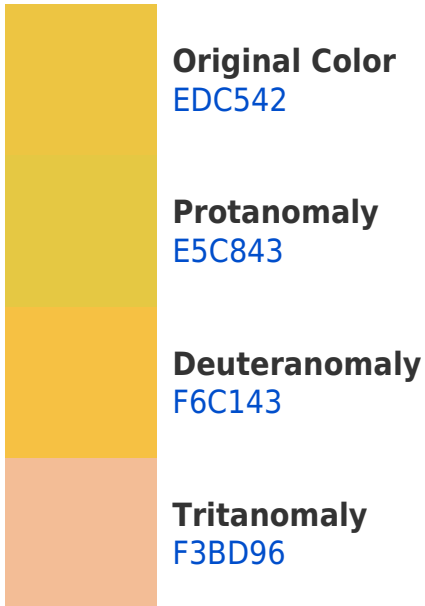 Original Color
EDC542
Protanomaly
E5C843
Deuteranomaly
F6C143
Tritanomaly
F3BD96